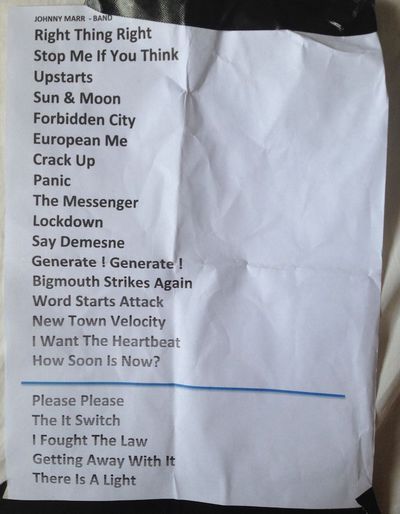 JOHNNY MARR - BAND
Right Thing Right
Stop Me If You Think
Upstarts
Sun & Moon
Forbidden City
European Me
Crack Up
Panic
The Messenger
Lockdown
Say Demesne
Generate ! Generate !
Bigmouth Strikes Again
Word Starts Attack
New Town Velocity
I Want The Heartbeat
How Soon Is Now?
Please Please
The It Switch
I Fought The Law
Getting Away With It
There Is A Light